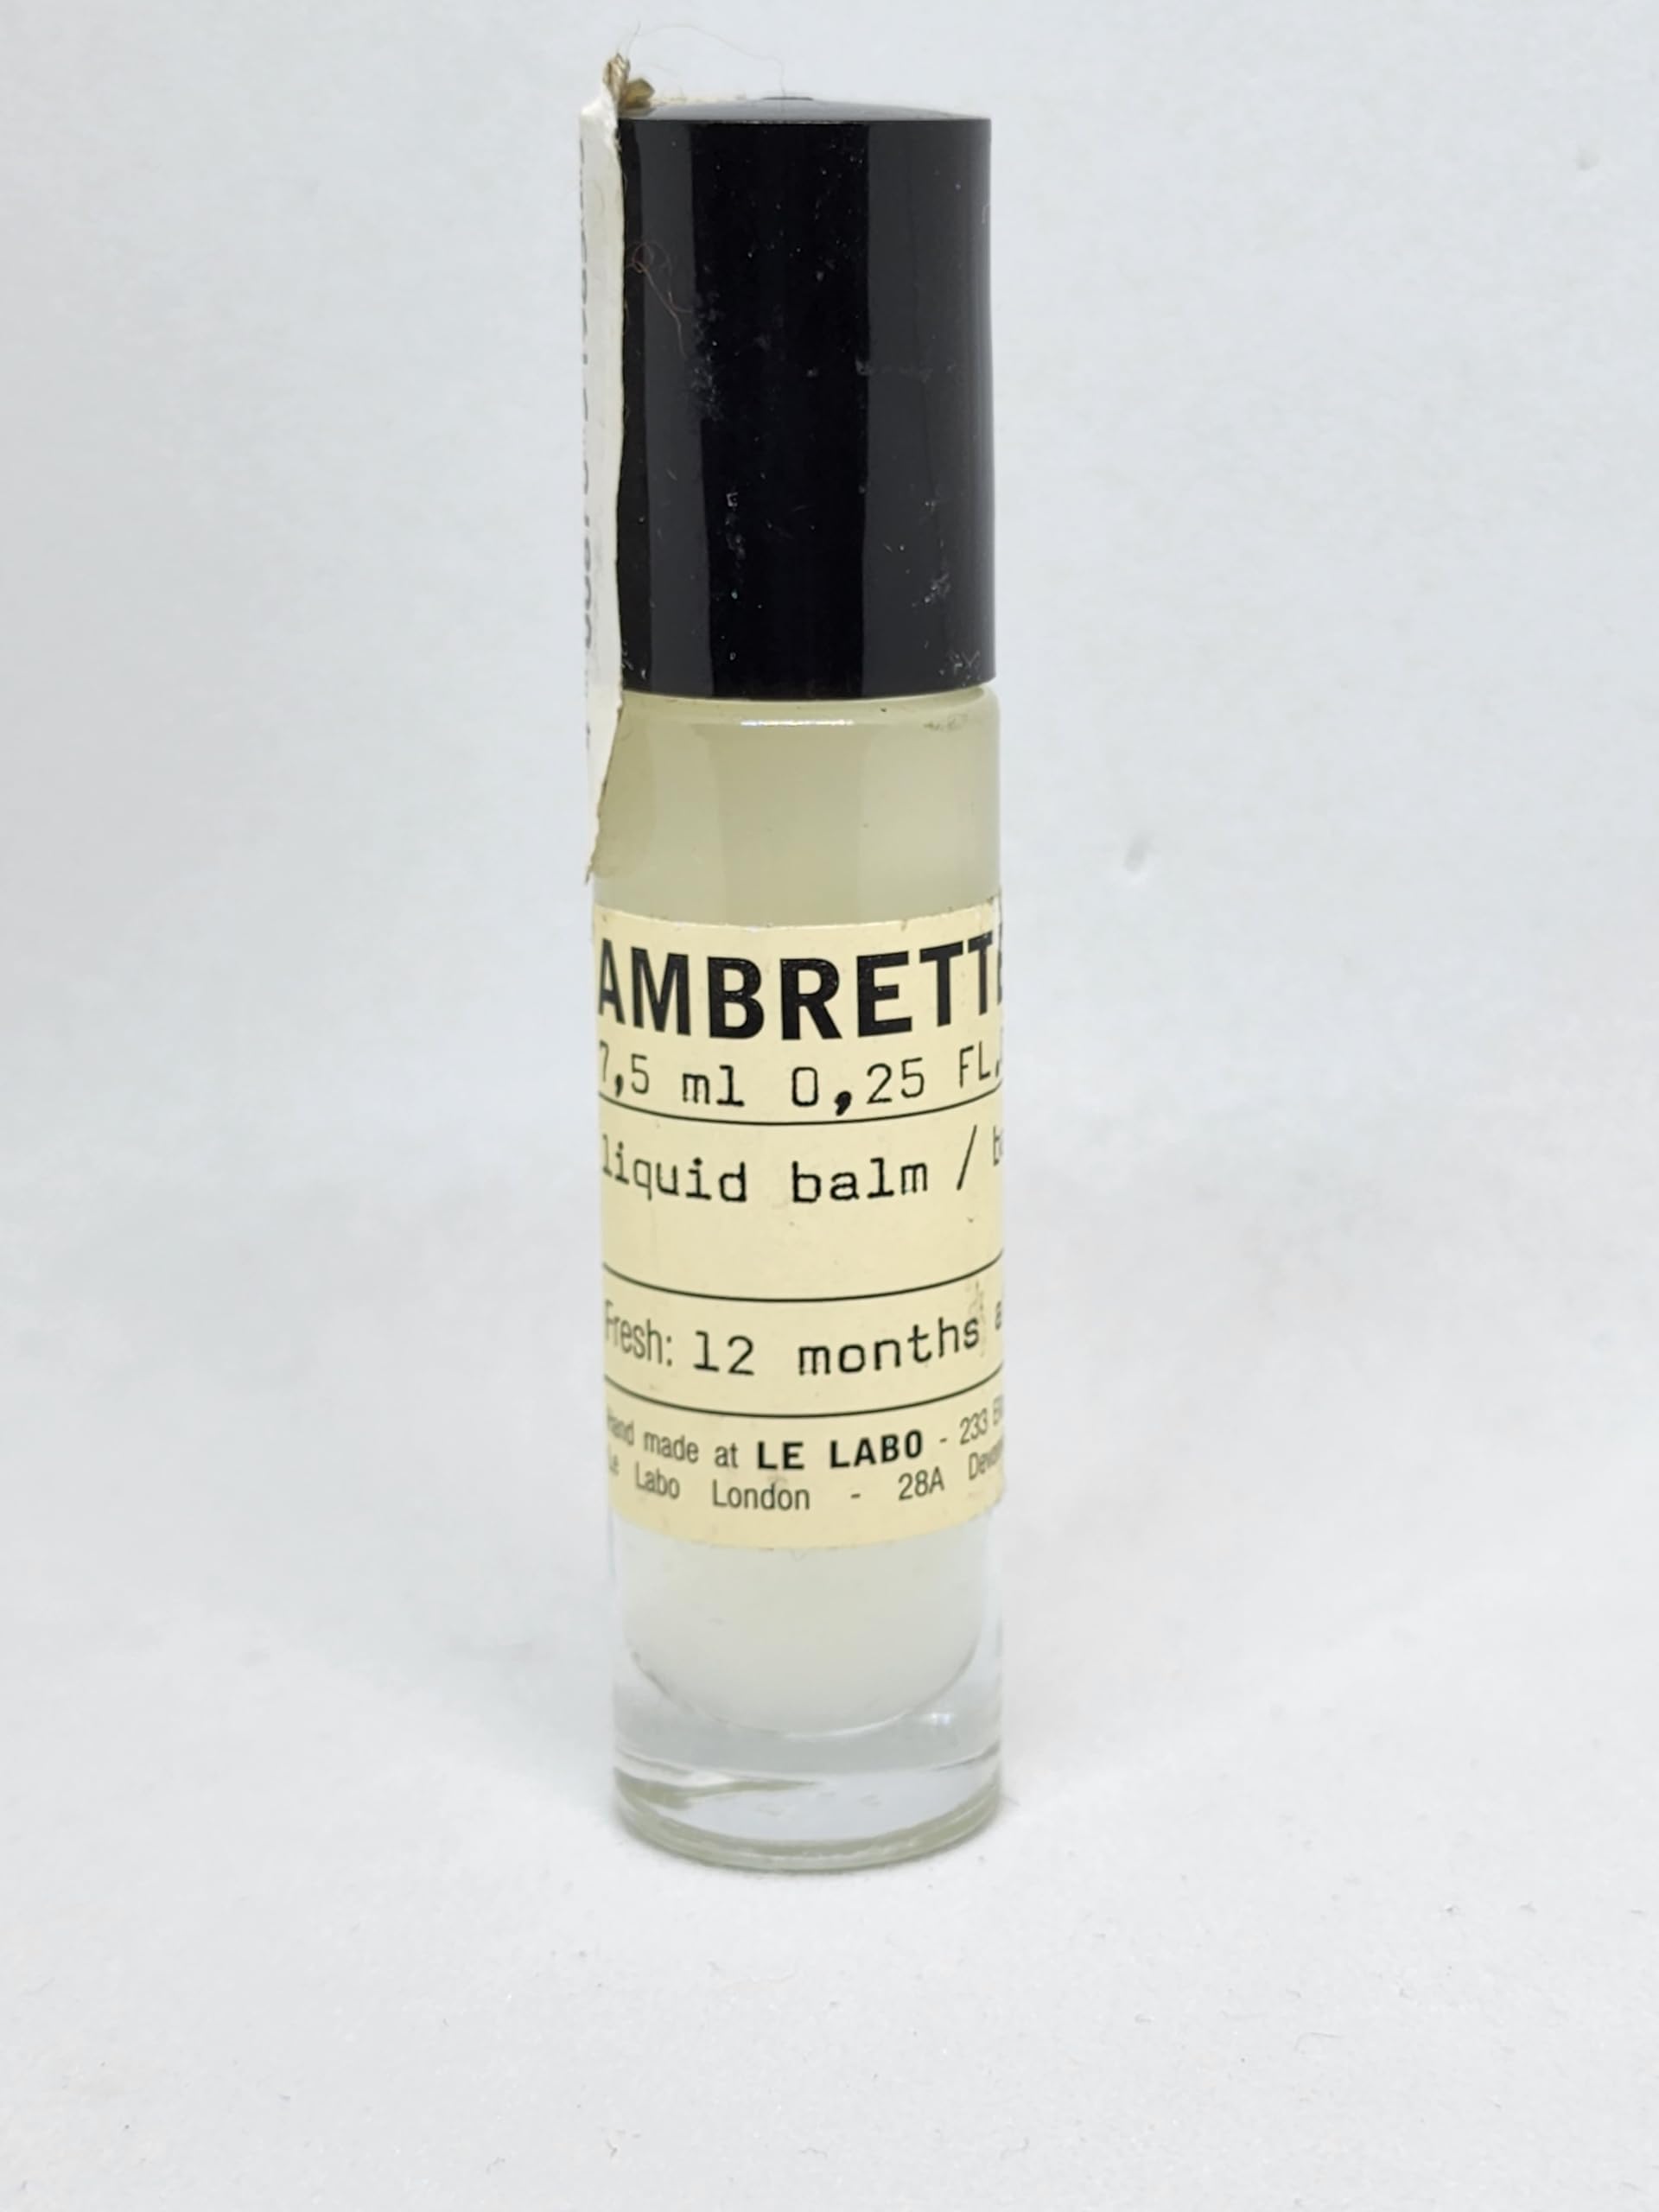 AMBRETTE
7,5 ml 0,25 FL.
liquid balm /
Fresh: 12 months
Hand made at LE LABO - 233
Le Labo London - 28A